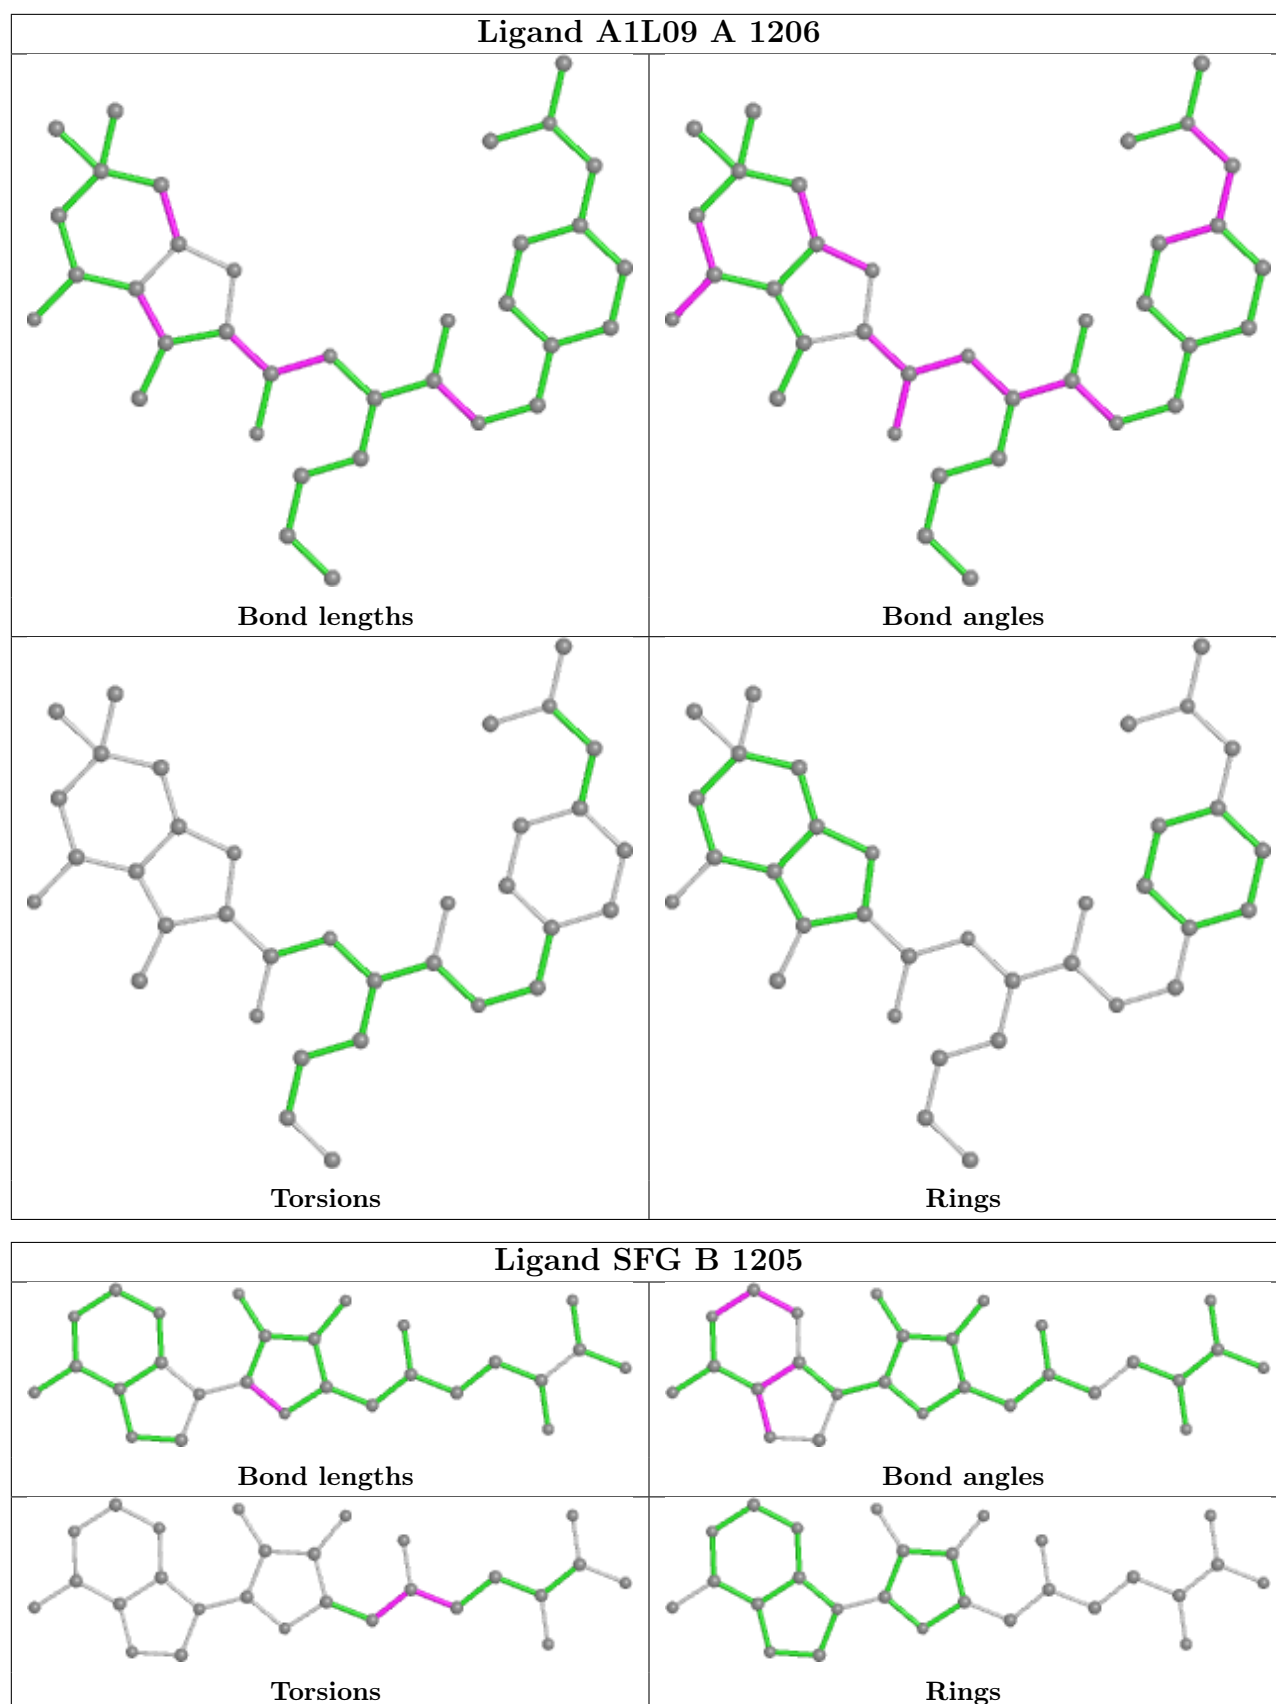 Ligand A1L09 A 1206
Bond lengths
Bond angles
Torsions
Rings
Ligand SFG B 1205
Bond lengths
Bond angles
Torsions
Rings